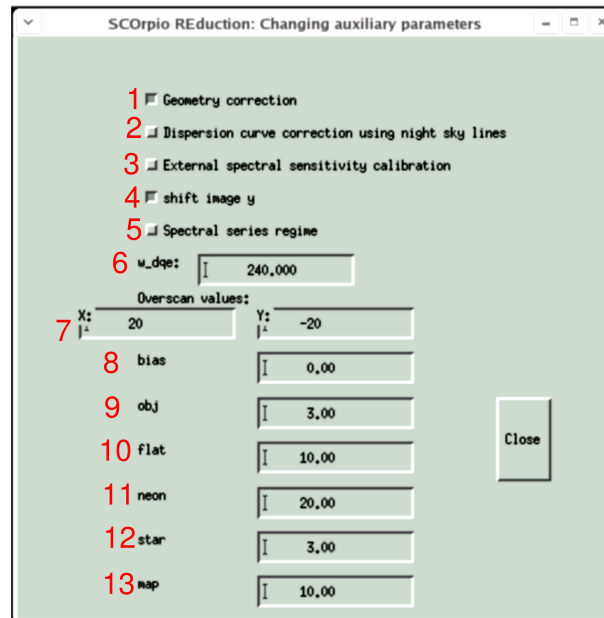 SCOrpio REduction: Changing auxiliary parameters
1 Geometry correction
2 Dispersion curve correction using night sky lines
3 External spectral sensitivity calibration
4 shift image y
5 Spectral series regime
6 w_dqe: 240.000
Overscan values:
7 X: 20 Y: -20
8 bias 0.00
9 obj 3.00
10 flat 10.00
11 neon 20.00
12 star 3.00
13 map 10.00
Close